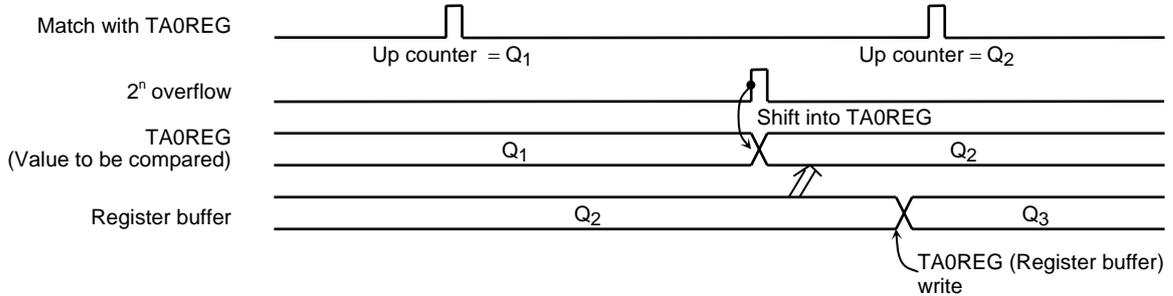 Match with TA0REG
Up counter = Q1
Up counter = Q2
2n overflow
Shift into TA0REG
TA0REG
(Value to be compared)
Q1
Q2
Register buffer
Q2
Q3
TA0REG (Register buffer)
write